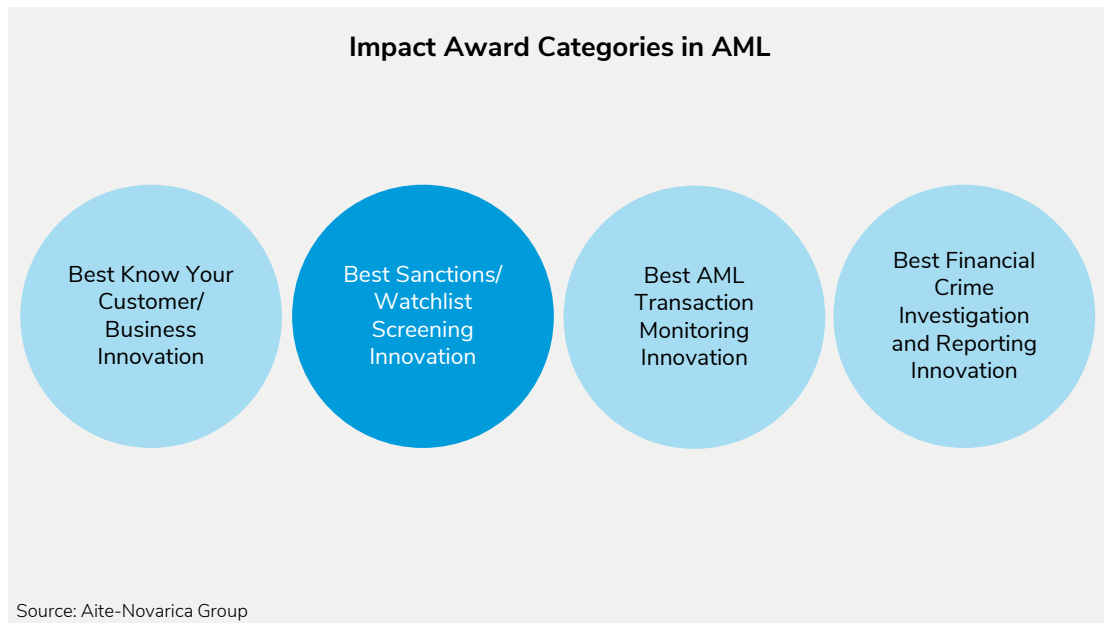 Impact Award Categories in AML
Best Know Your
Customer/
Business
Innovation
Best Sanctions/
Watchlist
Screening
Innovation
Best AML
Transaction
Monitoring
Innovation
Best Financial
Crime
Investigation
and Reporting
Innovation
Source: Aite-Novarica Group